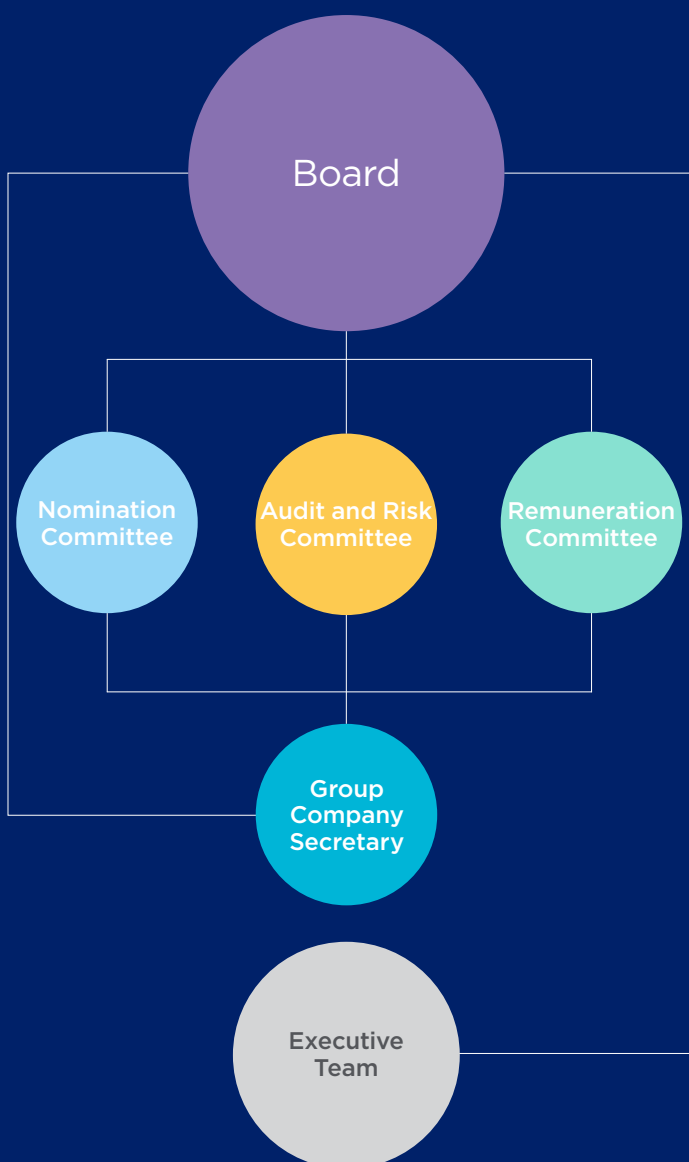 Board
Nomination
Committee
Audit and Risk
Committee
Remuneration
Committee
Group
Company
Secretary
Executive
Team